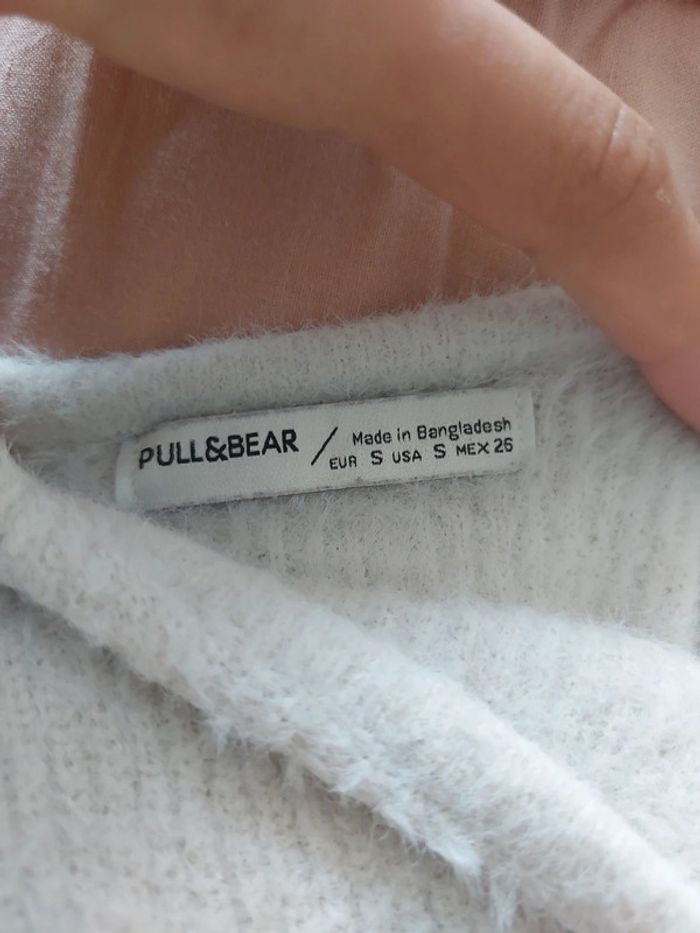 PULL&BEAR / Made in Bangladesh
EUR S USA S MEX 26